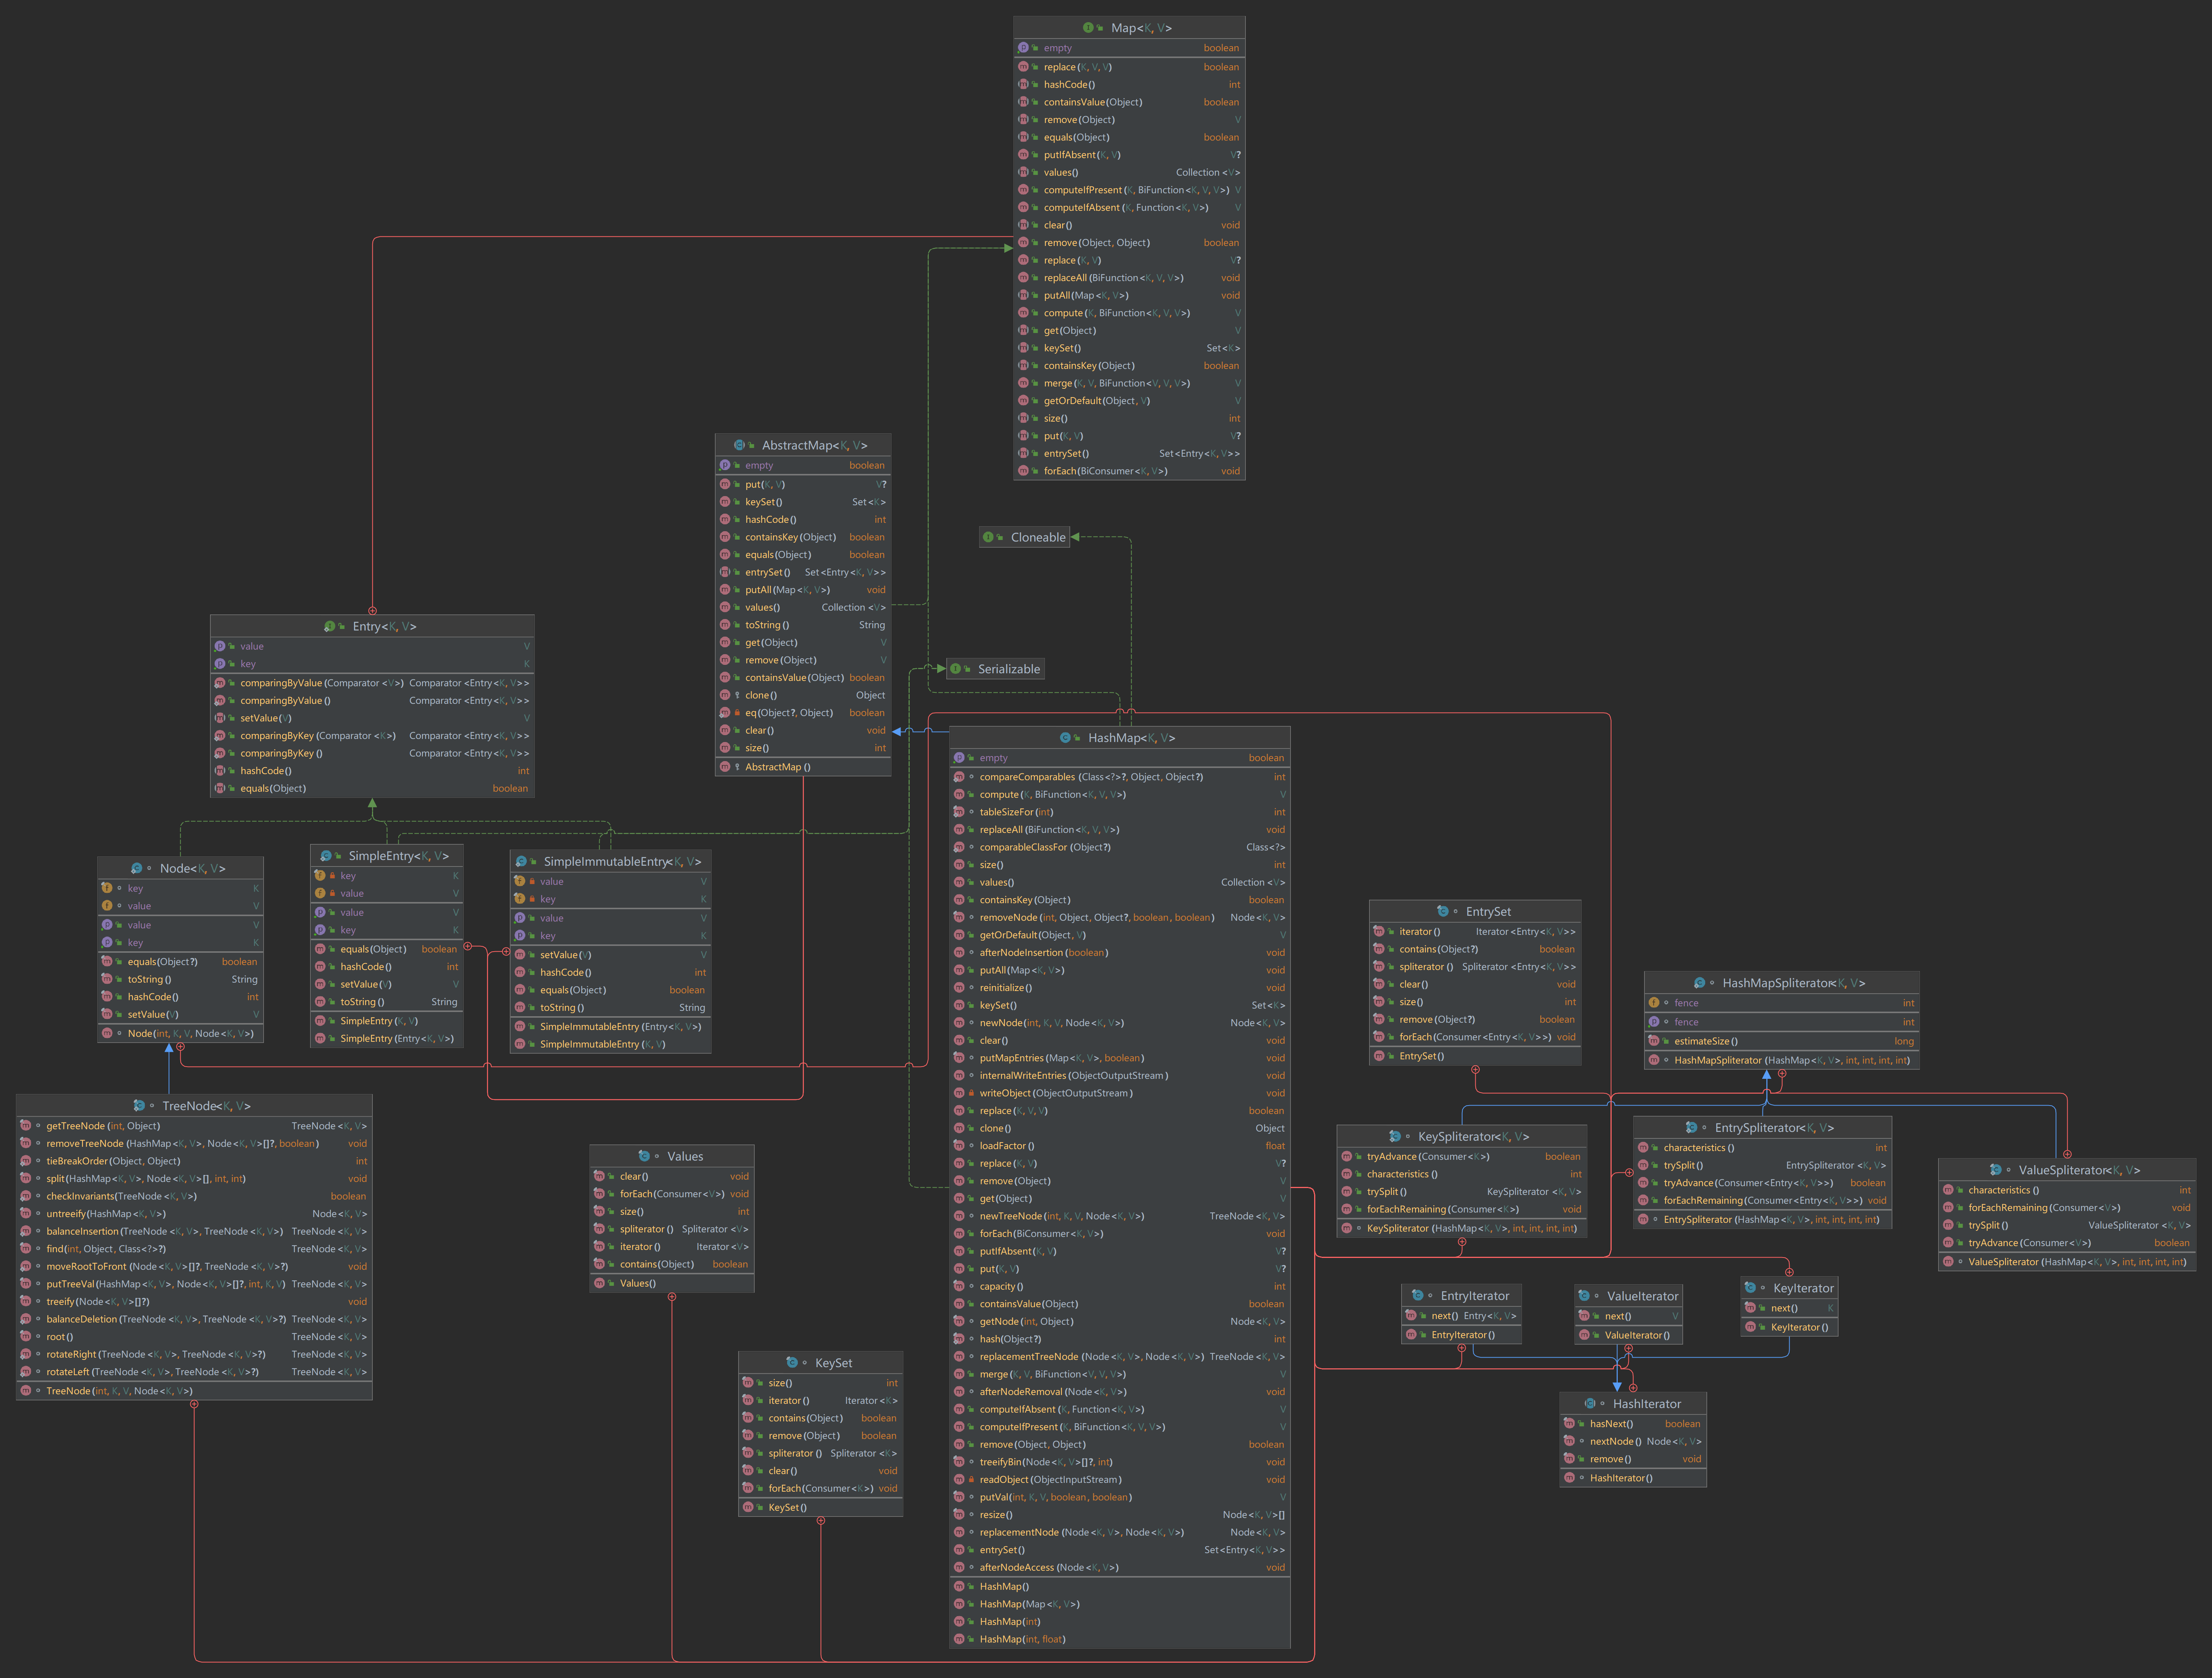 Map<K, V>
empty boolean
replace(K, V, V) boolean
hashCode() int
containsValue(Object) boolean
remove(Object) V
equals(Object) boolean
putIfAbsent(K, V) V?
values() Collection<V>
computeIfPresent(K, BiFunction<K, V, V>) V
computeIfAbsent(K, Function<K, V>) V
clear() void
remove(Object, Object) boolean
replace(K, V) V?
replaceAll(BiFunction<K, V, V>) void
putAll(Map<K, V>) void
compute(K, BiFunction<K, V, V>) V
get(Object) V
keySet() Set<K>
containsKey(Object) boolean
merge(K, V, BiFunction<V, V, V>) V
getOrDefault(Object, V) V
size() int
put(K, V) V?
entrySet() Set<Entry<K, V>>
forEach(BiConsumer<K, V>) void
AbstractMap<K, V>
empty boolean
put(K, V) V?
keySet() Set<K>
hashCode() int
containsKey(Object) boolean
equals(Object) boolean
entrySet() Set<Entry<K, V>>
putAll(Map<K, V>) void
values() Collection<V>
toString() String
get(Object) V
remove(Object) V
containsValue(Object) boolean
clone() Object
eq(Object?, Object) boolean
clear() void
size() int
AbstractMap()
Cloneable
Serializable
Entry<K, V>
value V
key K
comparingByValue(Comparator<V>) Comparator<Entry<K, V>>
comparingByValue() Comparator<Entry<K, V>>
setValue(V) V
comparingByKey(Comparator<K>) Comparator<Entry<K, V>>
comparingByKey() Comparator<Entry<K, V>>
hashCode() int
equals(Object) boolean
Node<K, V>
key K
value V
value V
key K
equals(Object?) boolean
toString() String
hashCode() int
setValue(V) V
Node(int, K, V, Node<K, V>)
SimpleEntry<K, V>
key K
value V
value V
key K
equals(Object) boolean
hashCode() int
setValue(V) V
toString() String
SimpleEntry(K, V)
SimpleEntry(Entry<K, V>)
SimpleImmutableEntry<K, V>
value V
key K
value V
key K
setValue(V) V
hashCode() int
equals(Object) boolean
toString() String
SimpleImmutableEntry(Entry<K, V>)
SimpleImmutableEntry(K, V)
HashMap<K, V>
empty boolean
compareComparables(Class<?>?, Object, Object?) int
compute(K, BiFunction<K, V, V>) V
tableSizeFor(int) int
replaceAll(BiFunction<K, V, V>) void
comparableClassFor(Object?) Class<?>
size() int
values() Collection<V>
containsKey(Object) boolean
removeNode(int, Object, Object?, boolean, boolean) Node<K, V>
getOrDefault(Object, V) V
afterNodeInsertion(boolean) void
putAll(Map<K, V>) void
reinitialize() void
keySet() Set<K>
newNode(int, K, V, Node<K, V>) Node<K, V>
clear() void
putMapEntries(Map<K, V>, boolean) void
internalWriteEntries(ObjectOutputStream) void
writeObject(ObjectOutputStream) void
replace(K, V, V) boolean
clone() Object
loadFactor() float
replace(K, V) V?
remove(Object) V
get(Object) V
newTreeNode(int, K, V, Node<K, V>) TreeNode<K, V>
forEach(BiConsumer<K, V>) void
putIfAbsent(K, V) V?
put(K, V) V?
capacity() int
containsValue(Object) boolean
getNode(int, Object) Node<K, V>
hash(Object?) int
replacementTreeNode(Node<K, V>, Node<K, V>) TreeNode<K, V>
merge(K, V, BiFunction<V, V, V>) V
afterNodeRemoval(Node<K, V>) void
computeIfAbsent(K, Function<K, V>) V
computeIfPresent(K, BiFunction<K, V, V>) V
remove(Object, Object) boolean
treeifyBin(Node<K, V>[]?, int) void
readObject(ObjectInputStream) void
putVal(int, K, V, boolean, boolean) V
resize() Node<K, V>[]
replacementNode(Node<K, V>, Node<K, V>) Node<K, V>
entrySet() Set<Entry<K, V>>
afterNodeAccess(Node<K, V>) void
HashMap()
HashMap(Map<K, V>)
HashMap(int)
HashMap(int, float)
EntrySet
iterator() Iterator<Entry<K, V>>
contains(Object?) boolean
spliterator() Spliterator<Entry<K, V>>
clear() void
size() int
remove(Object?) boolean
forEach(Consumer<Entry<K, V>>) void
EntrySet()
HashMapSpliterator<K, V>
fence int
fence int
estimateSize() long
HashMapSpliterator(HashMap<K, V>, int, int, int, int)
TreeNode<K, V>
getTreeNode(int, Object) TreeNode<K, V>
removeTreeNode(HashMap<K, V>, Node<K, V>[]?, boolean) void
tieBreakOrder(Object, Object) int
split(HashMap<K, V>, Node<K, V>[], int, int) void
checkInvariants(TreeNode<K, V>) boolean
untreeify(HashMap<K, V>) Node<K, V>
balanceInsertion(TreeNode<K, V>, TreeNode<K, V>) TreeNode<K, V>
find(int, Object, Class<?>?) TreeNode<K, V>
moveRootToFront(Node<K, V>[]?, TreeNode<K, V>?) void
putTreeVal(HashMap<K, V>, Node<K, V>[]?, int, K, V) TreeNode<K, V>
treeify(Node<K, V>[]?) void
balanceDeletion(TreeNode<K, V>, TreeNode<K, V>?) TreeNode<K, V>
root() TreeNode<K, V>
rotateRight(TreeNode<K, V>, TreeNode<K, V>?) TreeNode<K, V>
rotateLeft(TreeNode<K, V>, TreeNode<K, V>?) TreeNode<K, V>
TreeNode(int, K, V, Node<K, V>)
Values
clear() void
forEach(Consumer<V>) void
size() int
spliterator() Spliterator<V>
iterator() Iterator<V>
contains(Object) boolean
Values()
KeySet
size() int
iterator() Iterator<K>
contains(Object) boolean
remove(Object) boolean
spliterator() Spliterator<K>
clear() void
forEach(Consumer<K>) void
KeySet()
KeySpliterator<K, V>
tryAdvance(Consumer<K>) boolean
characteristics() int
trySplit() KeySpliterator<K, V>
forEachRemaining(Consumer<K>) void
KeySpliterator(HashMap<K, V>, int, int, int, int)
EntrySpliterator<K, V>
characteristics() int
trySplit() EntrySpliterator<K, V>
tryAdvance(Consumer<Entry<K, V>>) boolean
forEachRemaining(Consumer<Entry<K, V>>) void
EntrySpliterator(HashMap<K, V>, int, int, int, int)
ValueSpliterator<K, V>
characteristics() int
forEachRemaining(Consumer<V>) void
trySplit() ValueSpliterator<K, V>
tryAdvance(Consumer<V>) boolean
ValueSpliterator(HashMap<K, V>, int, int, int, int)
EntryIterator
next() Entry<K, V>
EntryIterator()
ValueIterator
next() V
ValueIterator()
KeyIterator
next() K
KeyIterator()
HashIterator
hasNext() boolean
nextNode() Node<K, V>
remove() void
HashIterator()